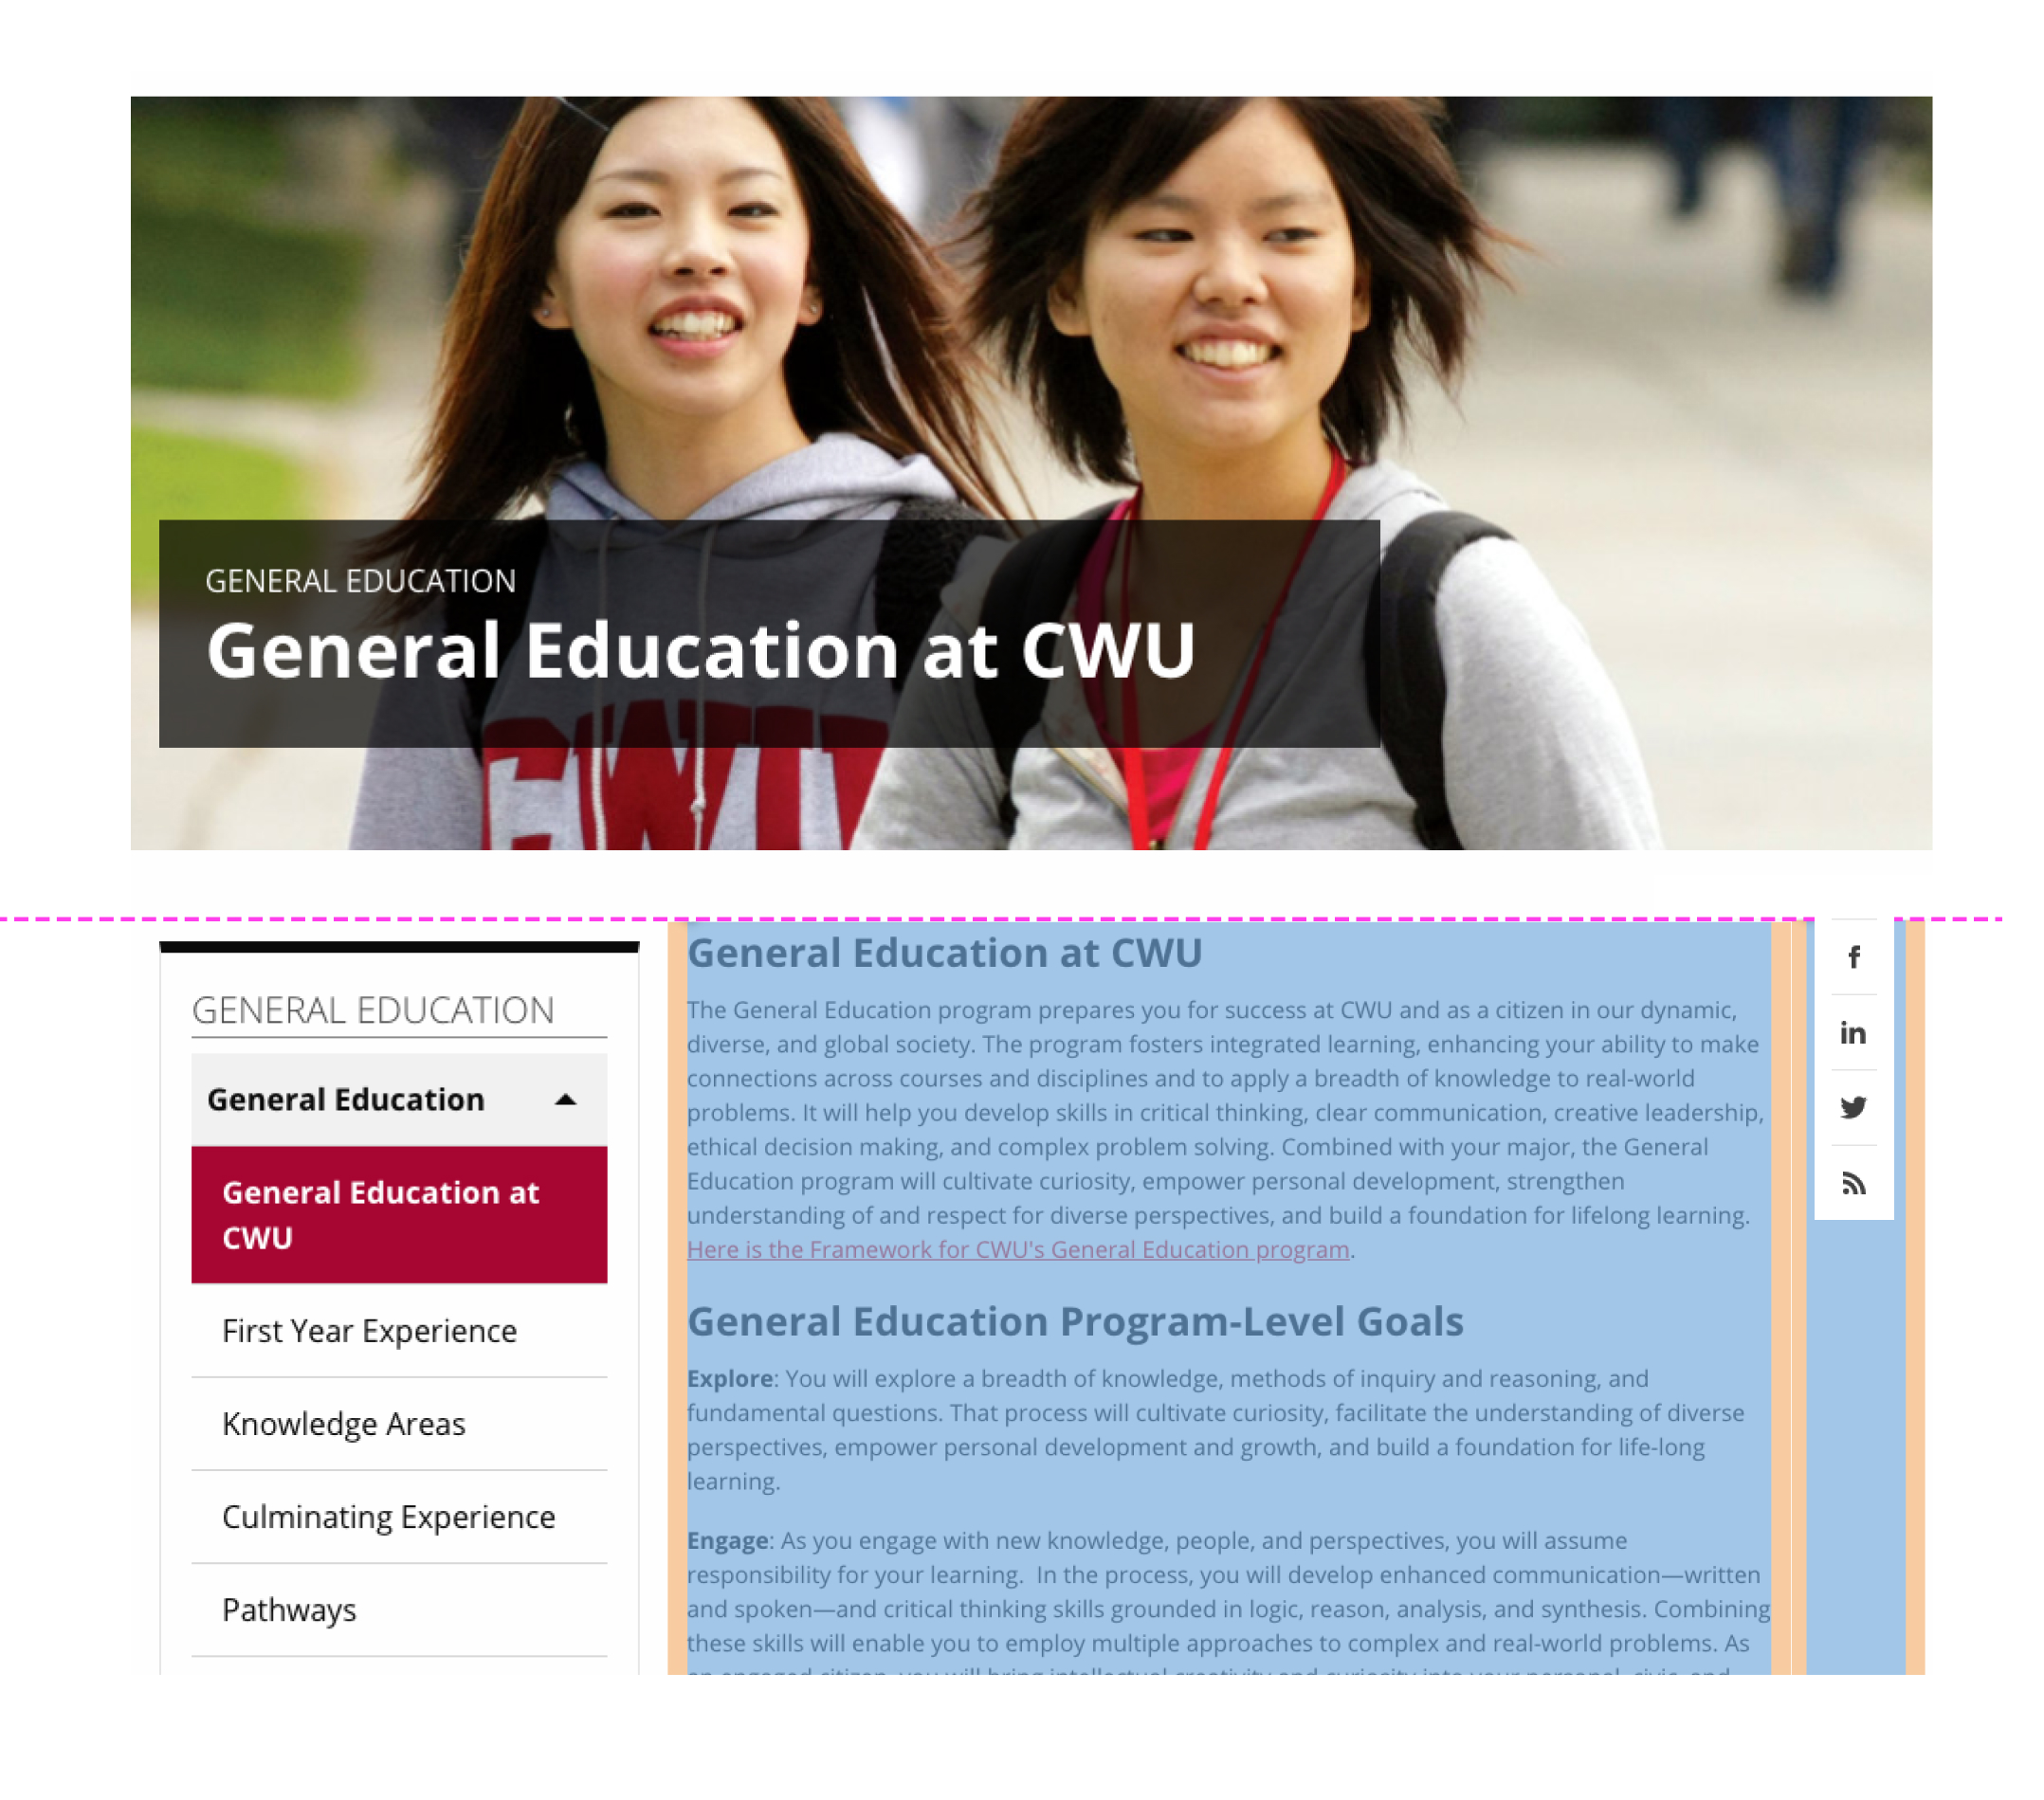 GENERAL EDUCATION
General Education at CWU
CWU
GENERAL EDUCATION
General Education
General Education at
CWU
First Year Experience
Knowledge Areas
Culminating Experience
Pathways
General Education at CWU
The General Education program prepares you for success at CWU and as a citizen in our dynamic,
diverse, and global society. The program fosters integrated learning, enhancing your ability to make
connections across courses and disciplines and to apply a breadth of knowledge to real-world
problems. It will help you develop skills in critical thinking, clear communication, creative leadership,
ethical decision making, and complex problem solving. Combined with your major, the General
Education program will cultivate curiosity, empower personal development, strengthen
understanding of and respect for diverse perspectives, and build a foundation for lifelong learning.
Here is the Framework for CWU's General Education program.
General Education Program-Level Goals
Explore: You will explore a breadth of knowledge, methods of inquiry and reasoning, and
fundamental questions. That process will cultivate curiosity, facilitate the understanding of diverse
perspectives, empower personal development and growth, and build a foundation for life-long
learning.
Engage: As you engage with new knowledge, people, and perspectives, you will assume
responsibility for your learning.  In the process, you will develop enhanced communication—written
and spoken—and critical thinking skills grounded in logic, reason, analysis, and synthesis. Combining
these skills will enable you to employ multiple approaches to complex and real-world problems. As